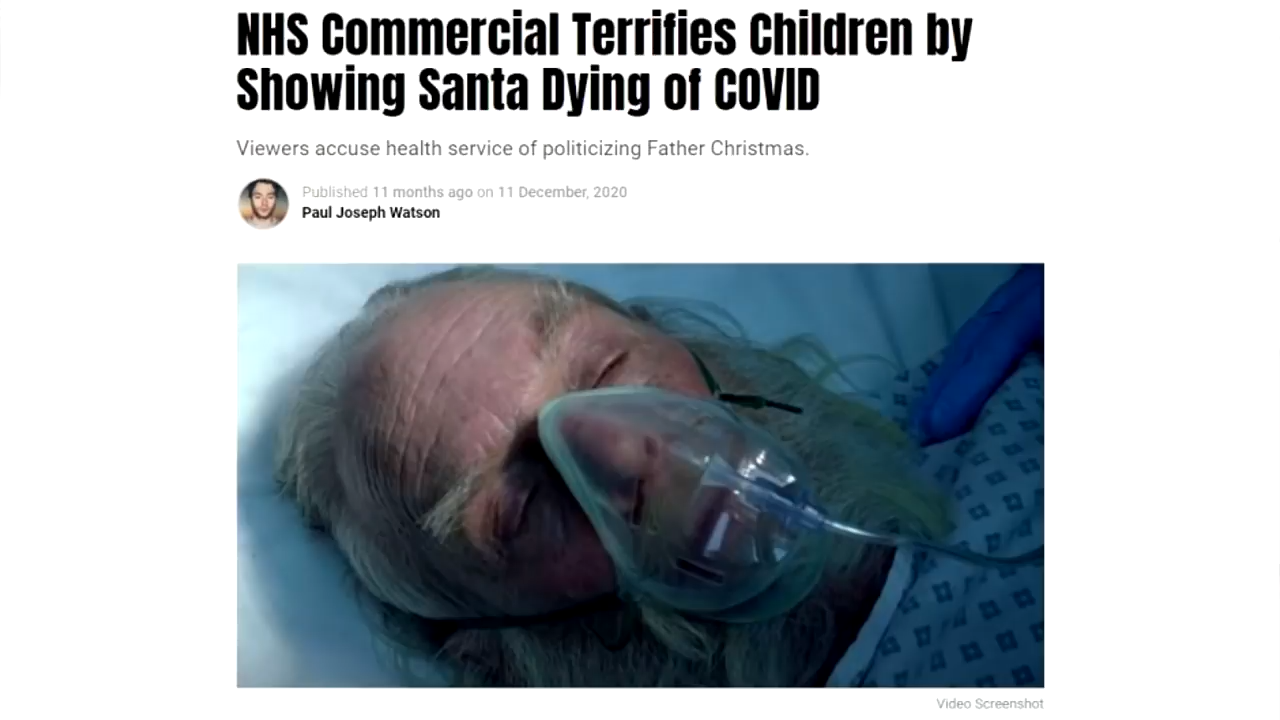 NHS Commercial Terrifies Children by
Showing Santa Dying of COVID
Viewers accuse health service of politicizing Father Christmas.
Published 11 months ago on 11 December, 2020
Paul Joseph Watson
Video Screenshot